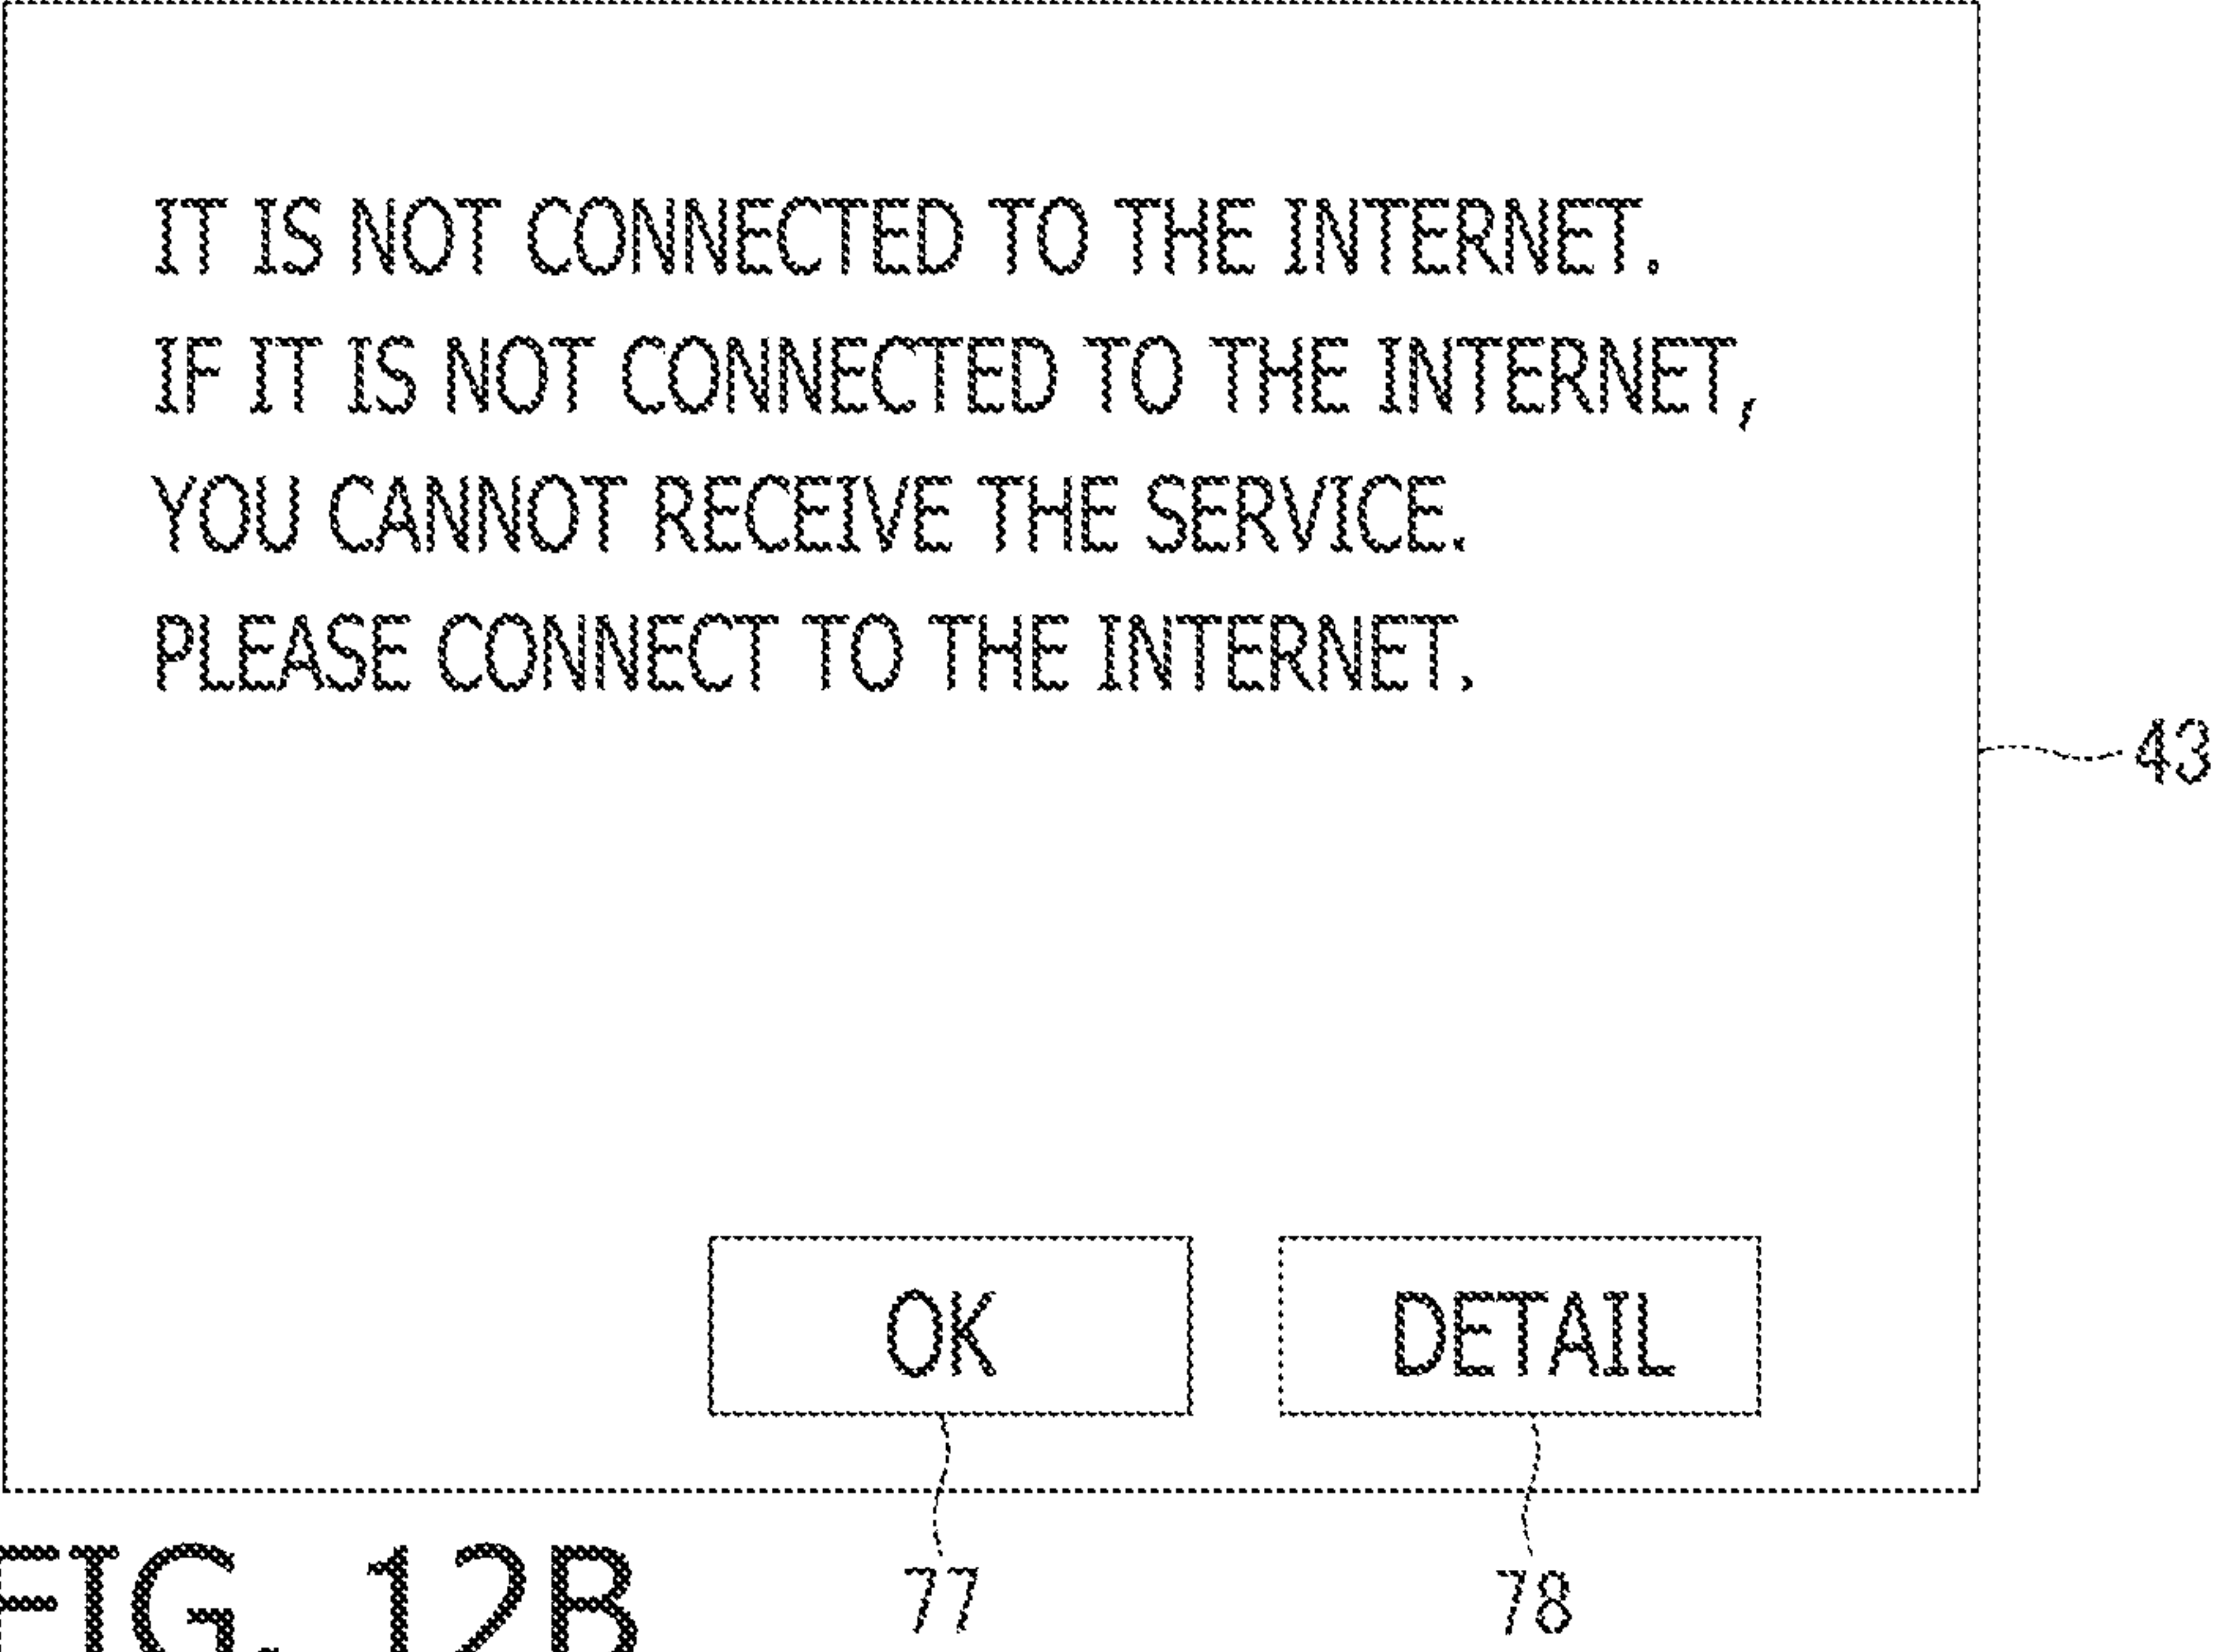 IT IS NOT CONNECTED TO THE INTERNET.
IF IT IS NOT CONNECTED TO THE INTERNET,
YOU CANNOT RECEIVE THE SERVICE.
PLEASE CONNECT TO THE INTERNET.
43
OK
DETAIL
77
78
FIG. 12B